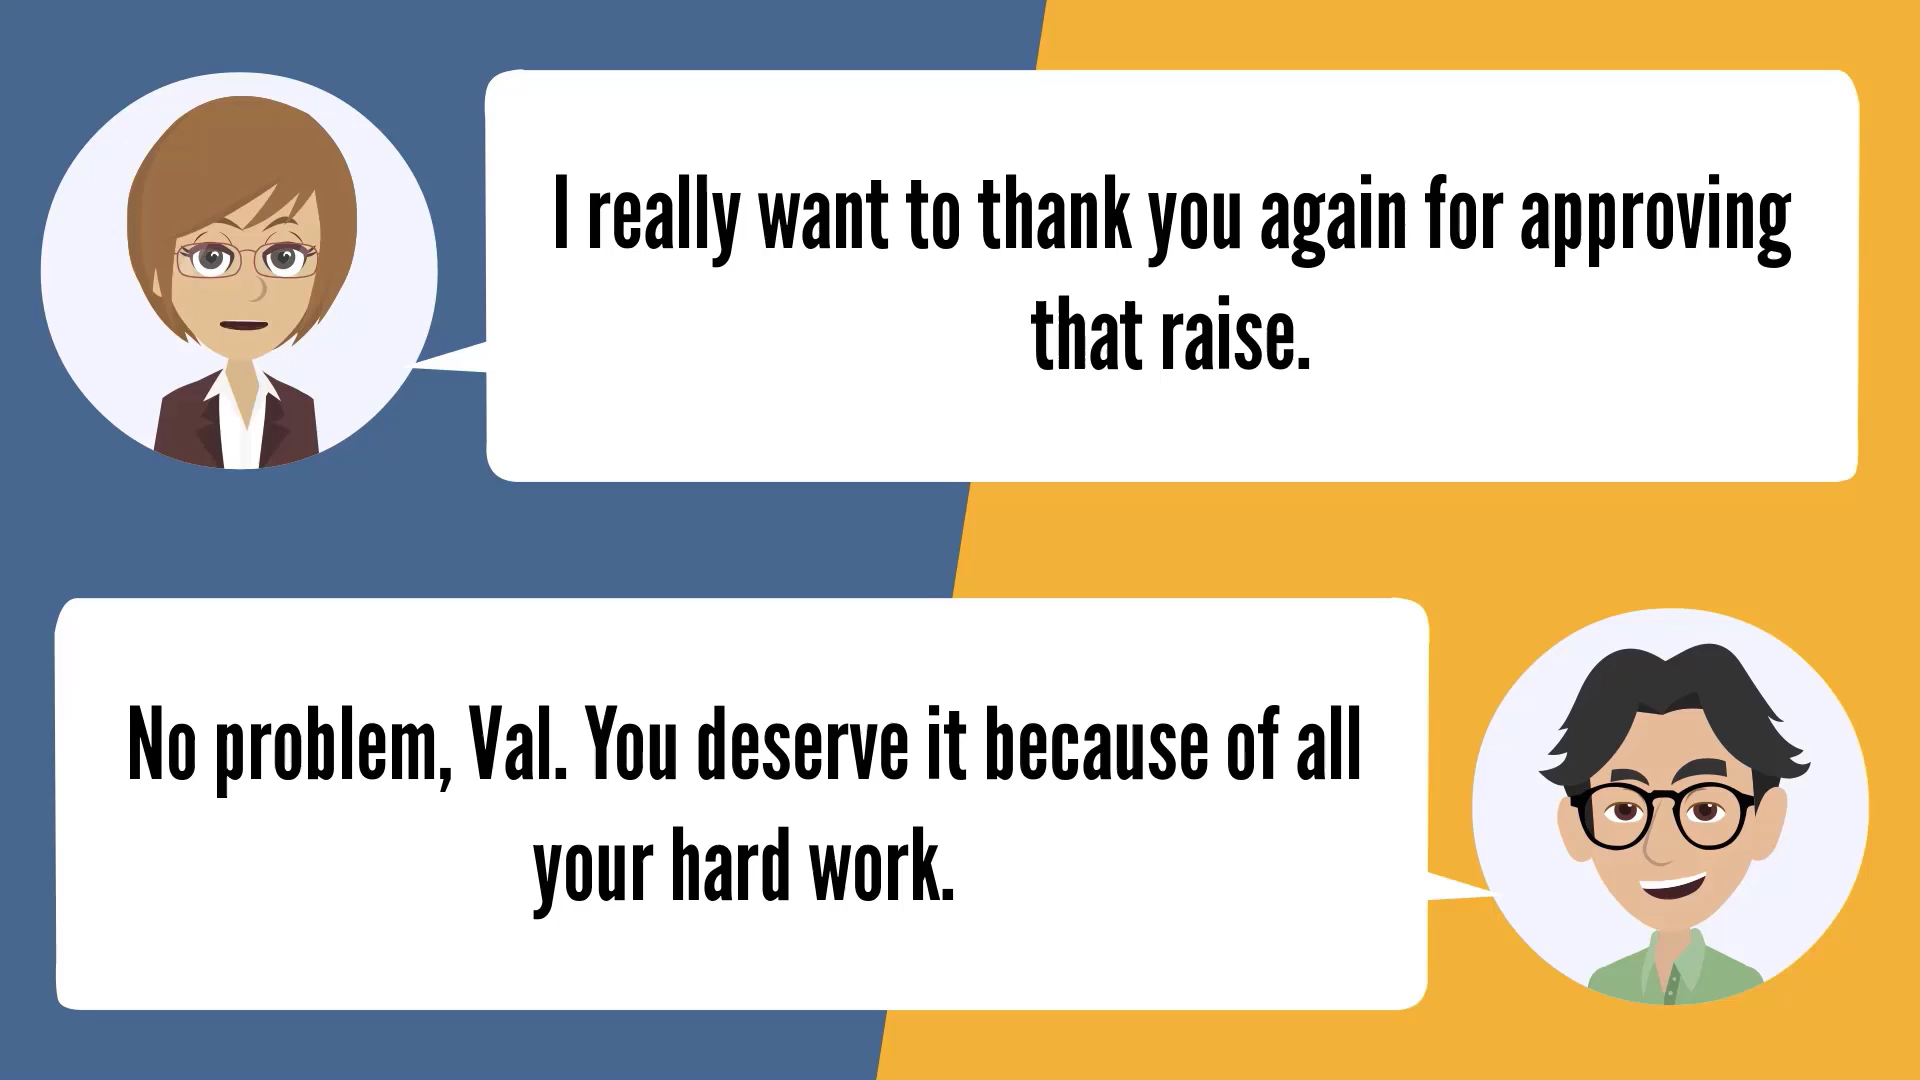 I really want to thank you again for approving
that raise.
No problem, Val. You deserve it because of all
your hard work.